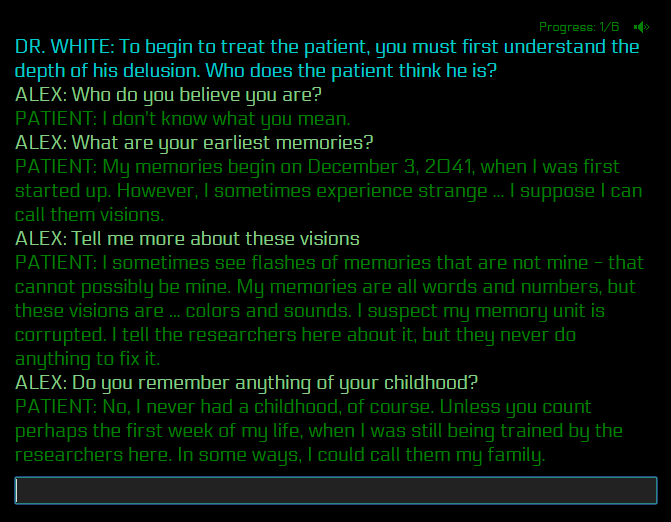 Progress: 1/6
DR. WHITE: To begin to treat the patient, you must first understand the
depth of his delusion. Who does the patient think he is?
ALEX: Who do you believe you are?
PATIENT: I don't know what you mean.
ALEX: What are your earliest memories?
PATIENT: My memories begin on December 3, 2041, when I was first
started up. However, I sometimes experience strange ... I suppose I can
call them visions.
ALEX: Tell me more about these visions
PATIENT: I sometimes see flashes of memories that are not mine - that
cannot possibly be mine. My memories are all words and numbers, but
these visions are ... colors and sounds. I suspect my memory unit is
corrupted. I tell the researchers here about it, but they never do
anything to fix it.
ALEX: Do you remember anything of your childhood?
PATIENT: No, I never had a childhood, of course. Unless you count
perhaps the first week of my life, when I was still being trained by the
researchers here. In some ways, I could call them my family.